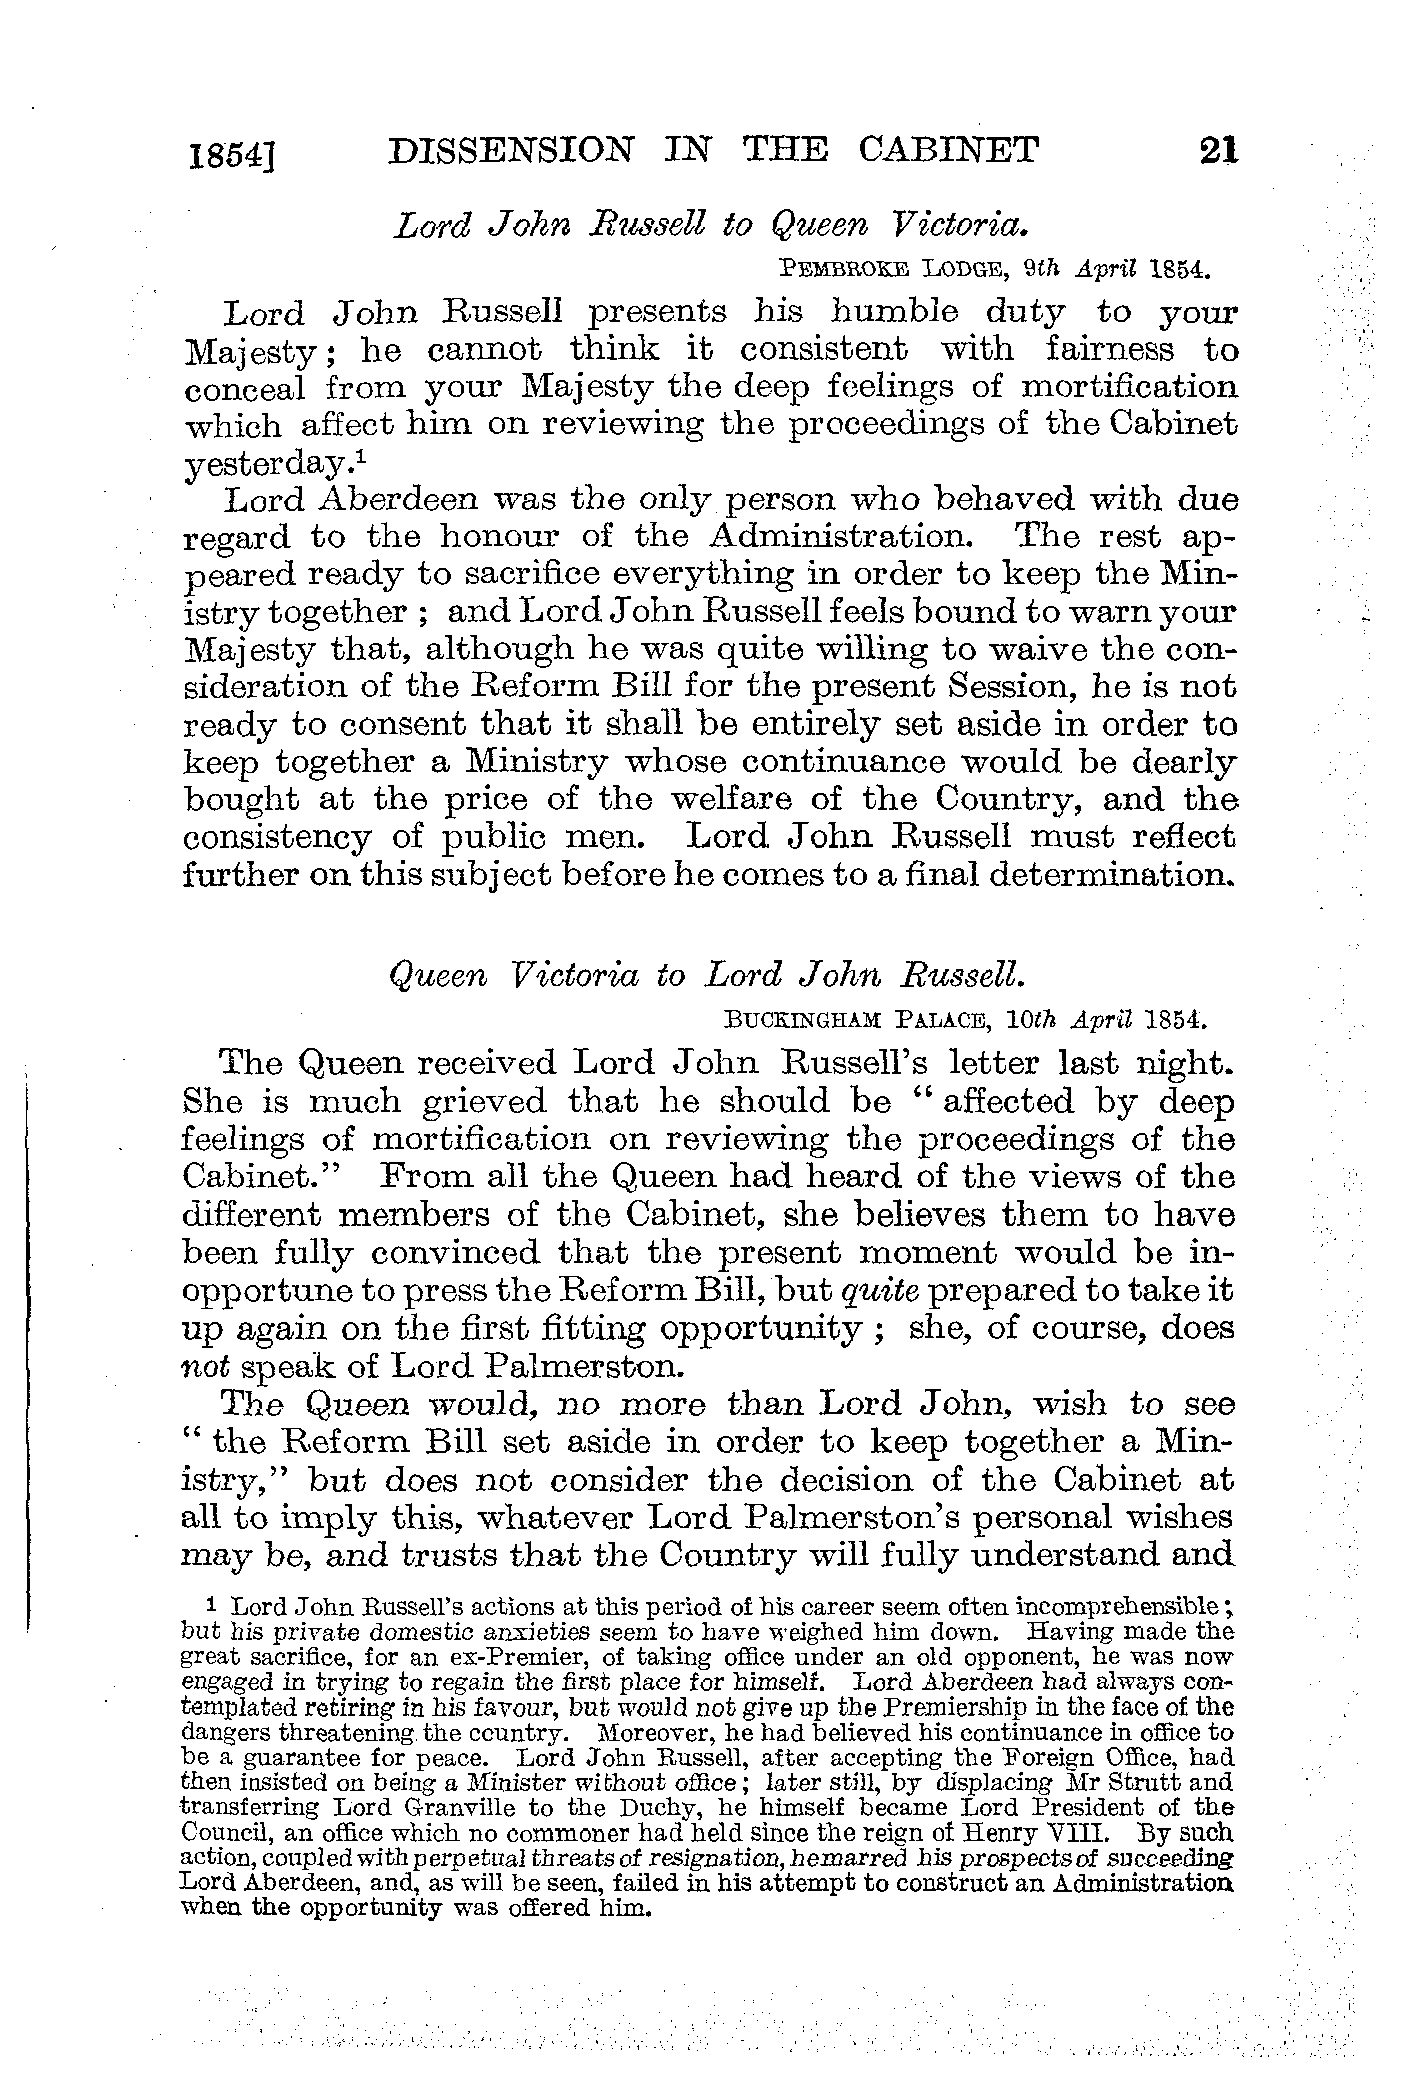 1854] DISSENSION IN THE CABINET 21
Lord John Russell to Queen Victoria.
PEMBROKE LODGE, 9th April 1854.
Lord John Russell presents his humble duty to your
Majesty; he cannot think it consistent with fairness to
conceal from your Majesty the deep feelings of mortification
which affect him on reviewing the proceedings of the Cabinet
yesterday.¹
Lord Aberdeen was the only person who behaved with due
regard to the honour of the Administration. The rest ap-
peared ready to sacrifice everything in order to keep the Min-
istry together; and Lord John Russell feels bound to warn your
Majesty that, although he was quite willing to waive the con-
sideration of the Reform Bill for the present Session, he is not
ready to consent that it shall be entirely set aside in order to
keep together a Ministry whose continuance would be dearly
bought at the price of the welfare of the Country, and the
consistency of public men. Lord John Russell must reflect
further on this subject before he comes to a final determination.
Queen Victoria to Lord John Russell.
BUCKINGHAM PALACE, 10th April 1854.
The Queen received Lord John Russell's letter last night.
She is much grieved that he should be "affected by deep
feelings of mortification on reviewing the proceedings of the
Cabinet." From all the Queen had heard of the views of the
different members of the Cabinet, she believes them to have
been fully convinced that the present moment would be in-
opportune to press the Reform Bill, but quite prepared to take it
up again on the first fitting opportunity; she, of course, does
not speak of Lord Palmerston.
The Queen would, no more than Lord John, wish to see
"the Reform Bill set aside in order to keep together a Min-
istry," but does not consider the decision of the Cabinet at
all to imply this, whatever Lord Palmerston's personal wishes
may be, and trusts that the Country will fully understand and
1 Lord John Russell's actions at this period of his career seem often incomprehensible;
but his private domestic anxieties seem to have weighed him down. Having made the
great sacrifice, for an ex-Premier, of taking office under an old opponent, he was now
engaged in trying to regain the first place for himself. Lord Aberdeen had always con-
templated retiring in his favour, but would not give up the Premiership in the face of the
dangers threatening the country. Moreover, he had believed his continuance in office to
be a guarantee for peace. Lord John Russell, after accepting the Foreign Office, had
then insisted on being a Minister without office; later still, by displacing Mr Strutt and
transferring Lord Granville to the Duchy, he himself became Lord President of the
Council, an office which no commoner had held since the reign of Henry VIII. By such
action, coupled with perpetual threats of resignation, he marred his prospects of succeeding
Lord Aberdeen, and, as will be seen, failed in his attempt to construct an Administration
when the opportunity was offered him.